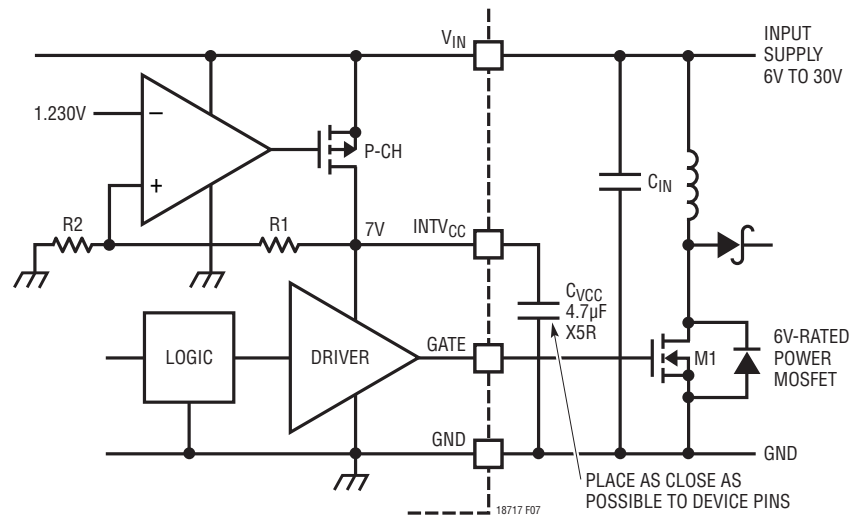 V_IN
INPUT
SUPPLY
6V TO 30V
1.230V
−
+
P-CH
C_IN
R2
R1
7V
INTV_CC
C_VCC
4.7µF
X5R
LOGIC
DRIVER
GATE
M1
6V-RATED
POWER
MOSFET
GND
GND
PLACE AS CLOSE AS
POSSIBLE TO DEVICE PINS
18717 F07